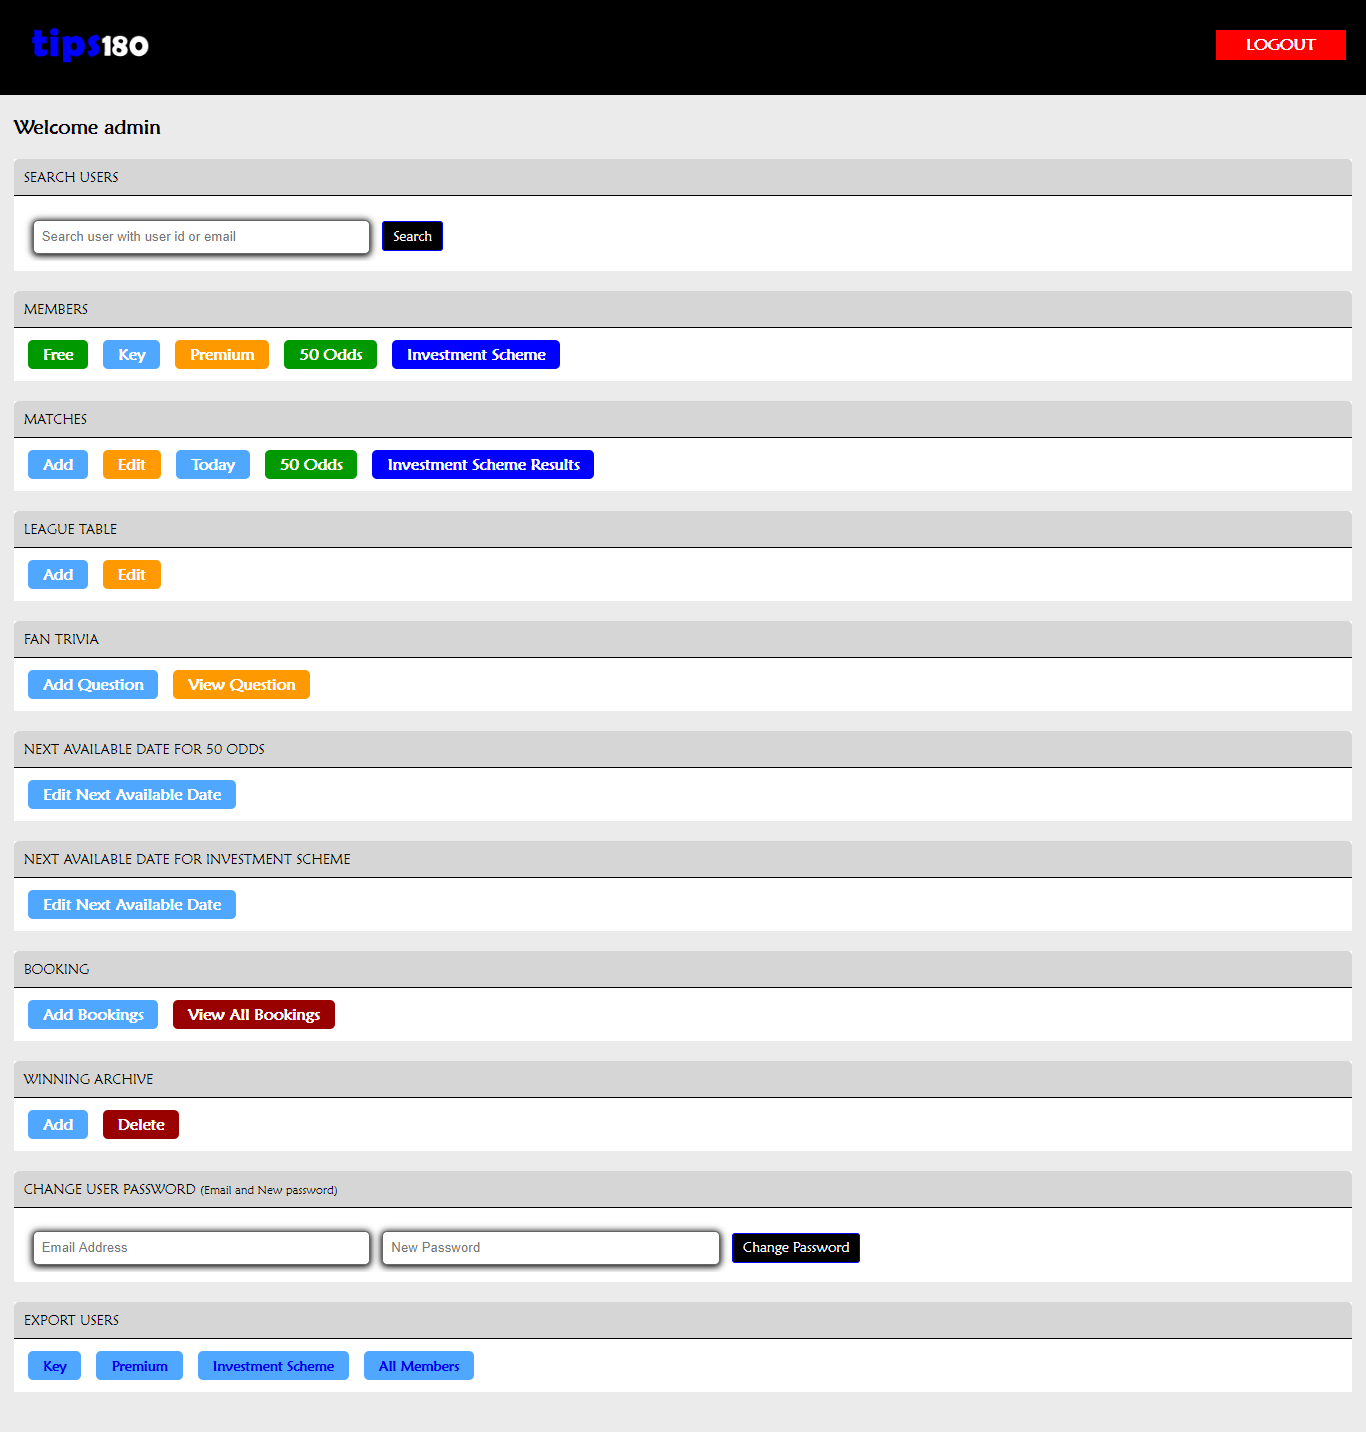 tips180
LOGOUT
Welcome admin
SEARCH USERS
Search user with user id or email
Search
MEMBERS
Free Key Premium 50 Odds Investment Scheme
MATCHES
Add Edit Today 50 Odds Investment Scheme Results
LEAGUE TABLE
Add Edit
FAN TRIVIA
Add Question View Question
NEXT AVAILABLE DATE FOR 50 ODDS
Edit Next Available Date
NEXT AVAILABLE DATE FOR INVESTMENT SCHEME
Edit Next Available Date
BOOKING
Add Bookings View All Bookings
WINNING ARCHIVE
Add Delete
CHANGE USER PASSWORD (Email and New password)
Email Address New Password Change Password
EXPORT USERS
Key Premium Investment Scheme All Members